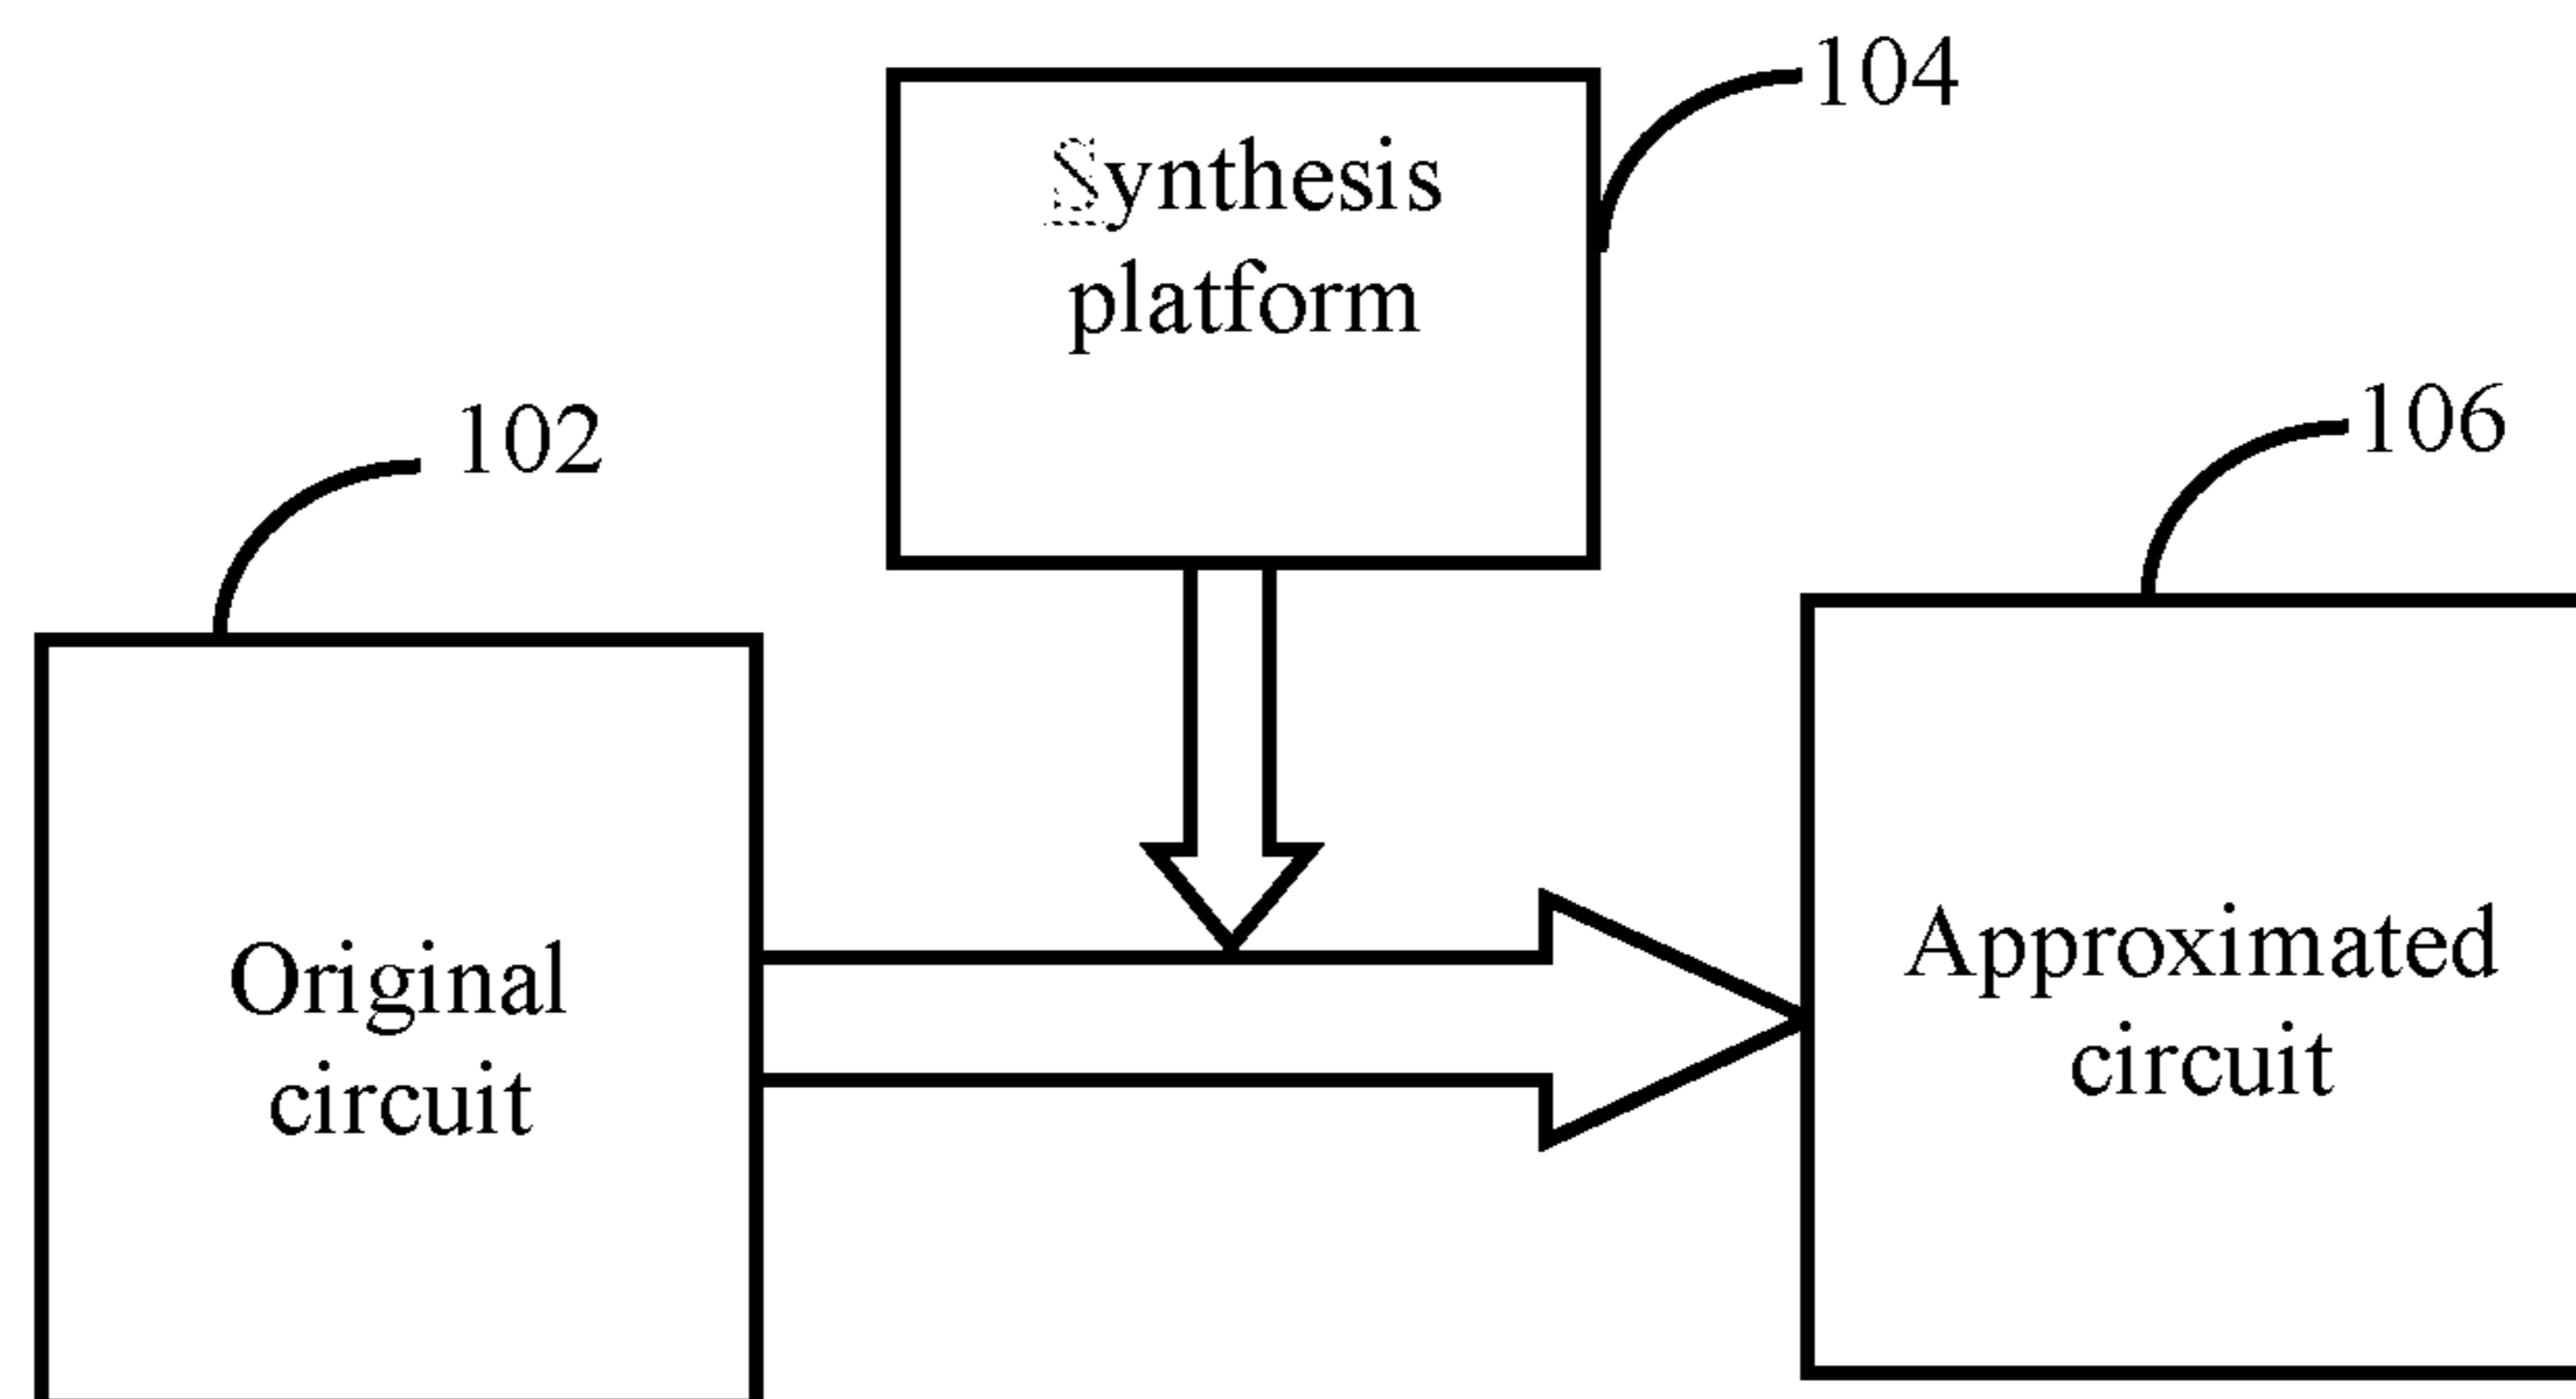 104
Synthesis
platform
102
106
Original
circuit
Approximated
circuit